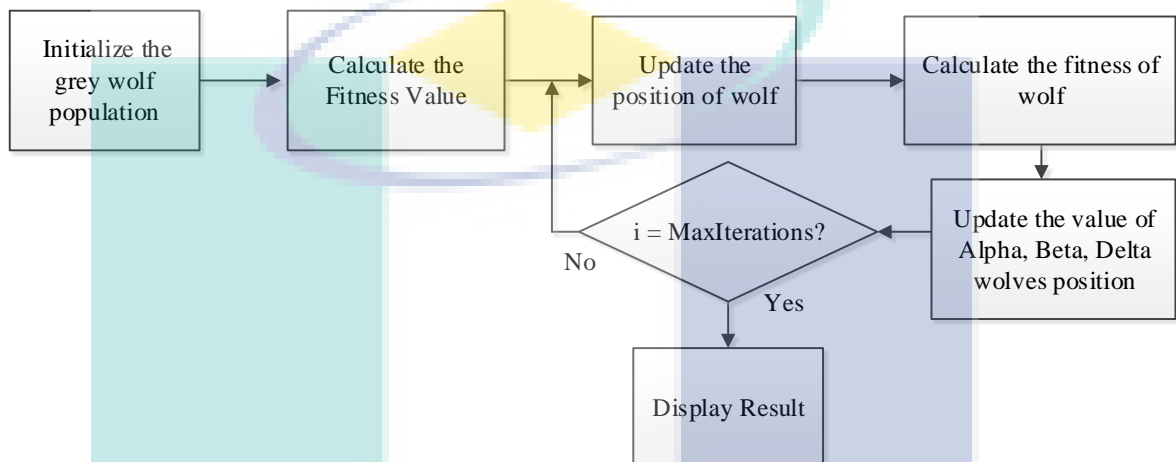 Initialize the
grey wolf
population
Calculate the
Fitness Value
Update the
position of wolf
Calculate the fitness of
wolf
Update the value of
Alpha, Beta, Delta
wolves position
i = MaxIterations?
No
Yes
Display Result